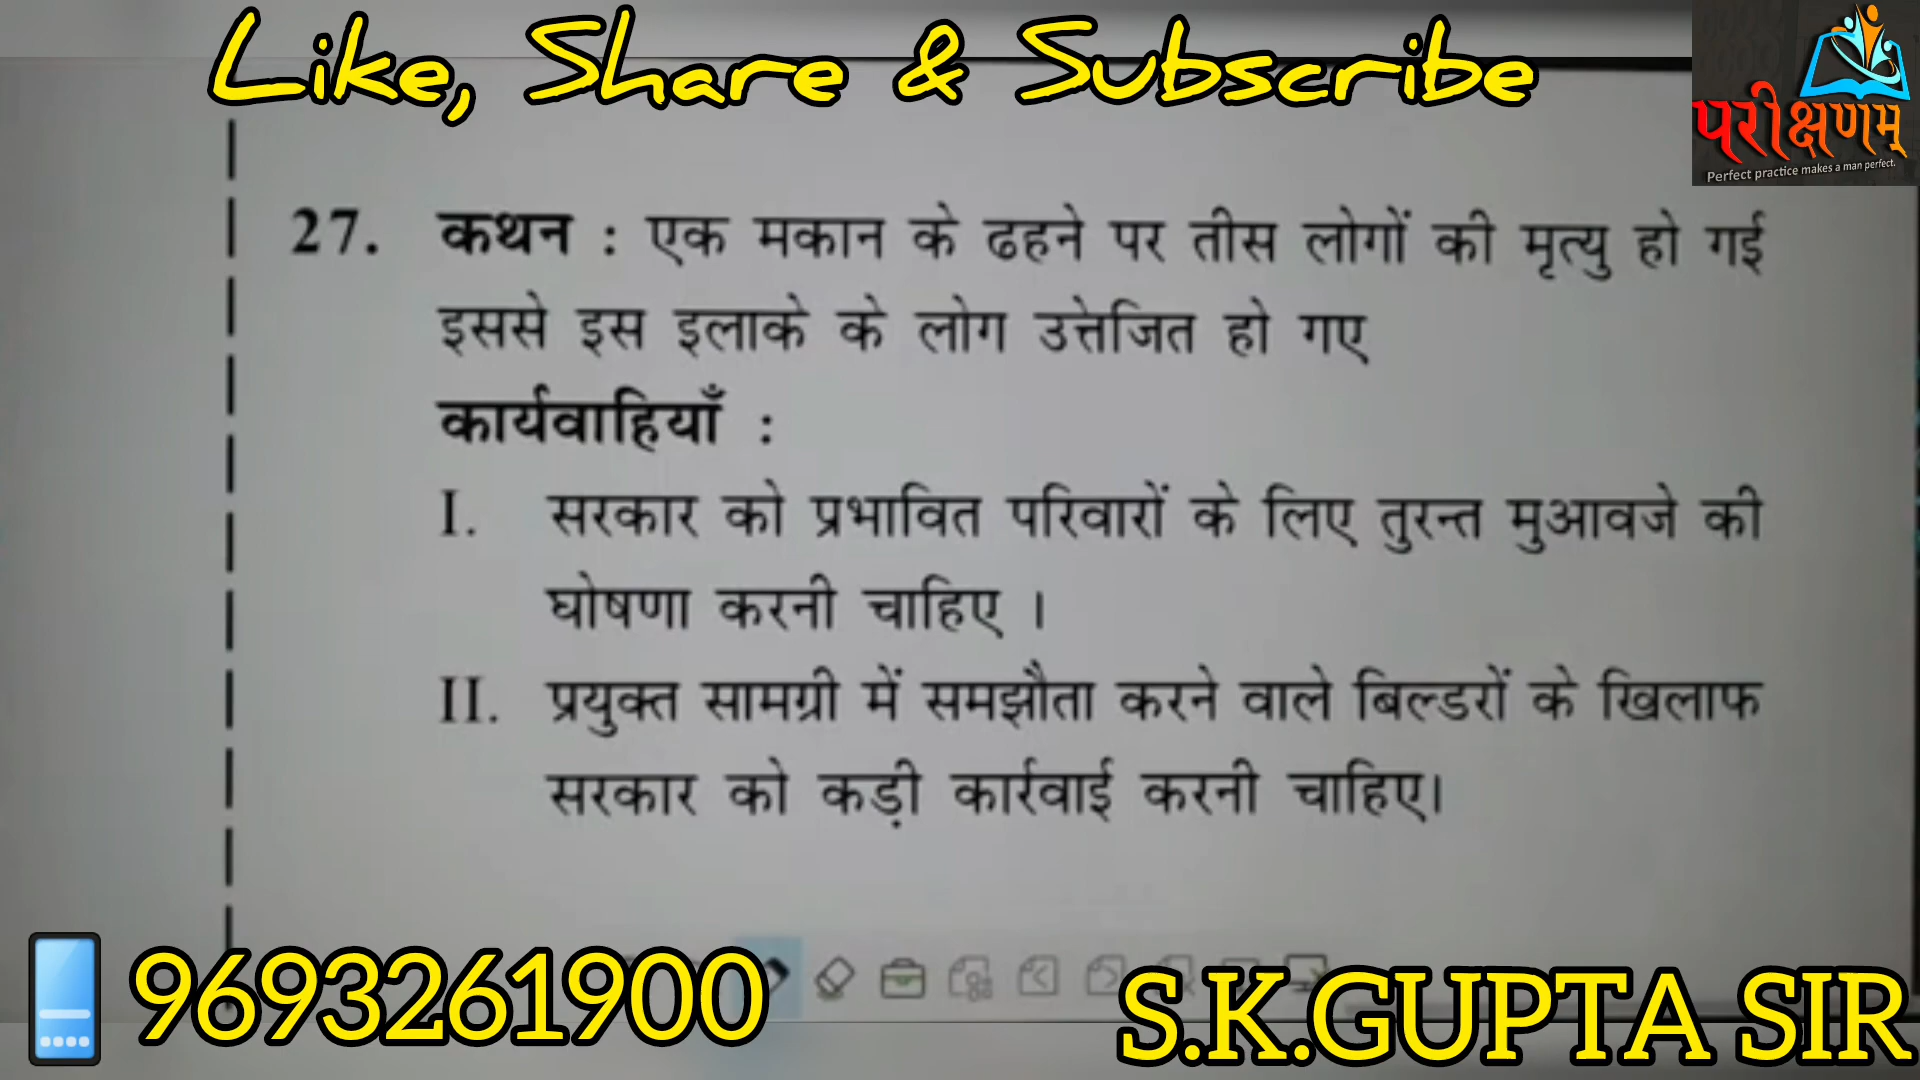 Like, Share & Subscribe
परीक्षणम्
Perfect practice makes a man perfect.
27. कथन : एक मकान के ढहने पर तीस लोगों की मृत्यु हो गई
इससे इस इलाके के लोग उत्तेजित हो गए
कार्यवाहियाँ :
I. सरकार को प्रभावित परिवारों के लिए तुरन्त मुआवजे की
घोषणा करनी चाहिए ।
II. प्रयुक्त सामग्री में समझौता करने वाले बिल्डरों के खिलाफ
सरकार को कड़ी कार्रवाई करनी चाहिए।
9693261900
S.K.GUPTA SIR